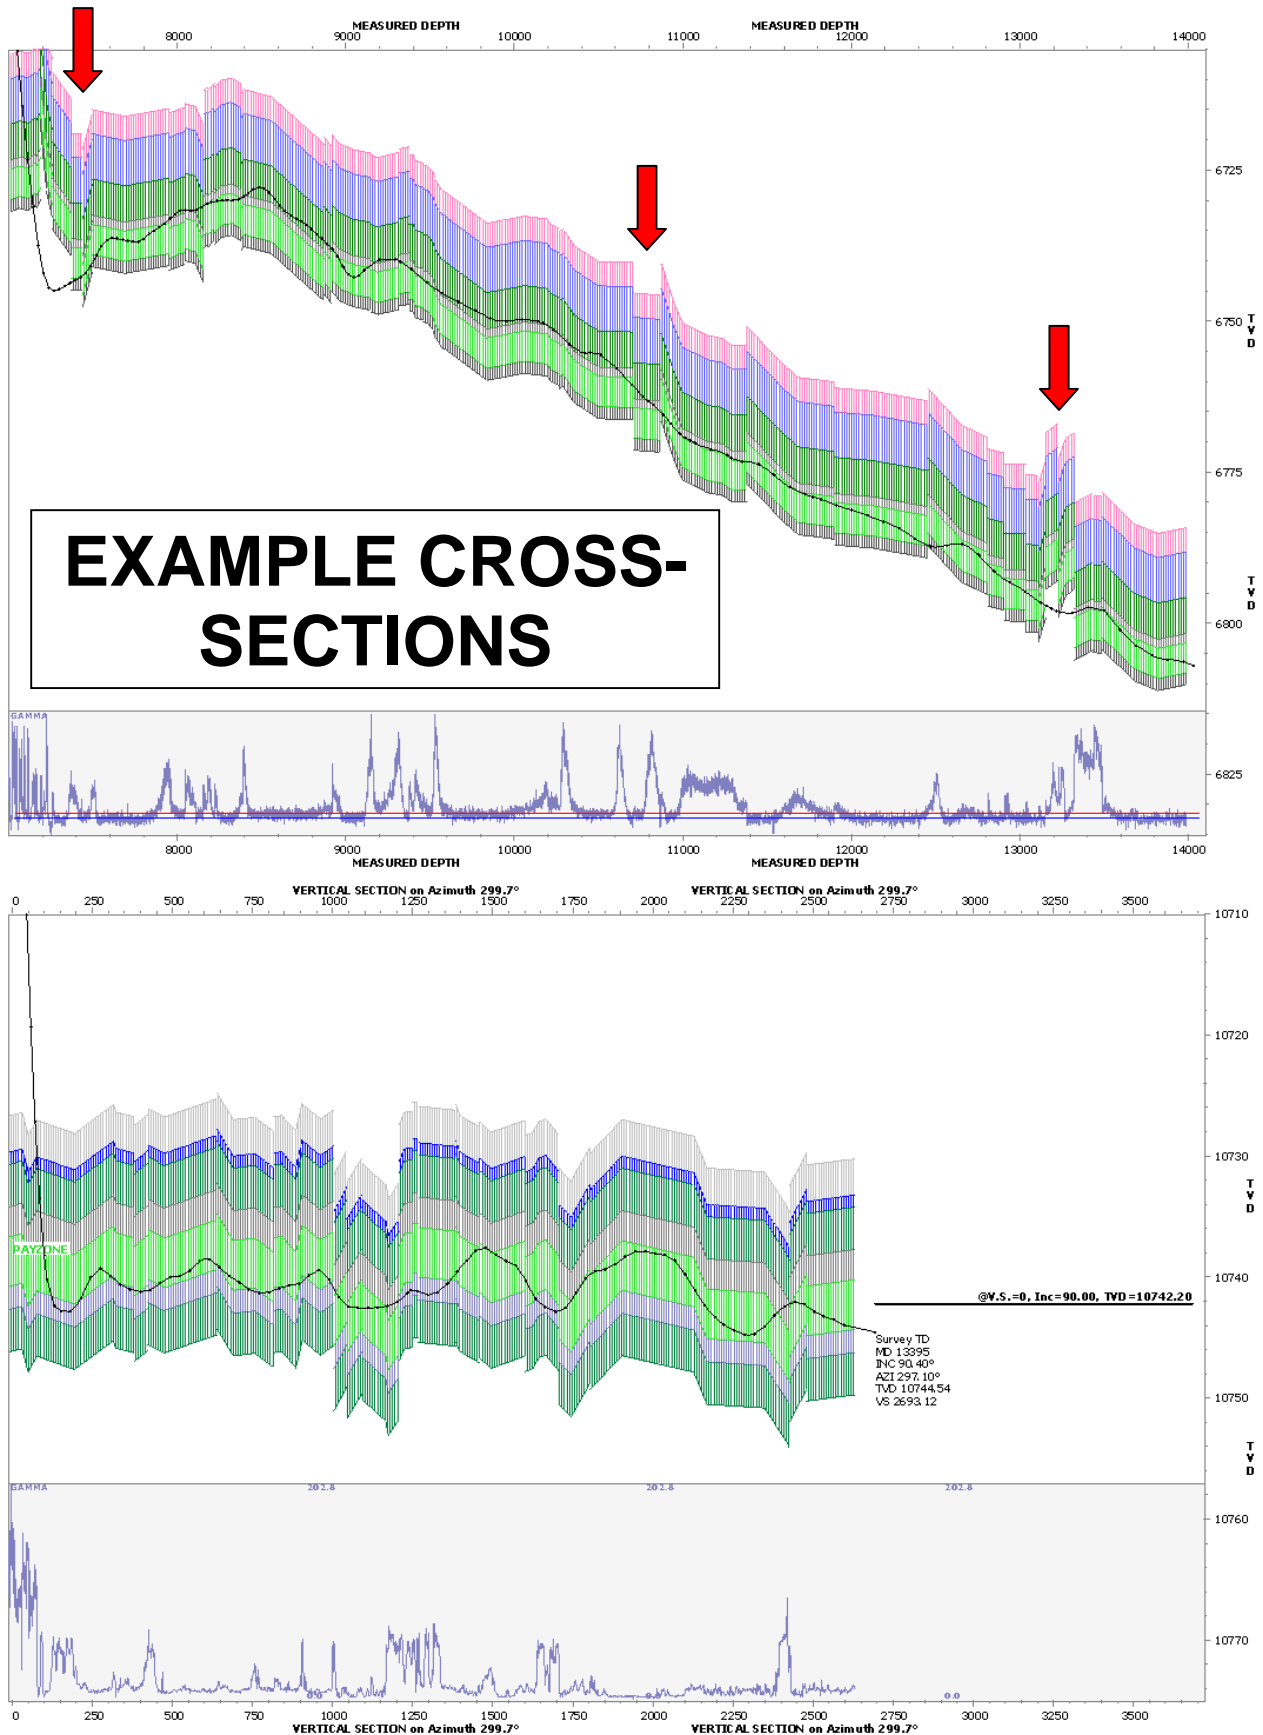 MEASURED DEPTH MEASURED DEPTH
8000 9000 10000 11000 12000 13000 14000
6725
6750
T
V
D
6775
EXAMPLE CROSS-
SECTIONS
T
V
D
6800
GAMMA
6825
8000 9000 10000 11000 12000 13000 14000
MEASURED DEPTH MEASURED DEPTH
VERTICAL SECTION on Azimuth 299.7° VERTICAL SECTION on Azimuth 299.7°
0 250 500 750 1000 1250 1500 1750 2000 2250 2500 2750 3000 3250 3500
10710
10720
10730
T
V
D
PAYZONE
10740
@V.S.=0, Inc=90.00, TVD=10742.20
Survey TD
MD 13395
INC 90.40°
AZI 297.10°
TVD 10744.54
VS 2693.12
10750
T
V
D
GAMMA 202.8 202.8 202.8
10760
10770
0.0 0.0 0.0
0 250 500 750 1000 1250 1500 1750 2000 2250 2500 2750 3000 3250 3500
VERTICAL SECTION on Azimuth 299.7° VERTICAL SECTION on Azimuth 299.7°